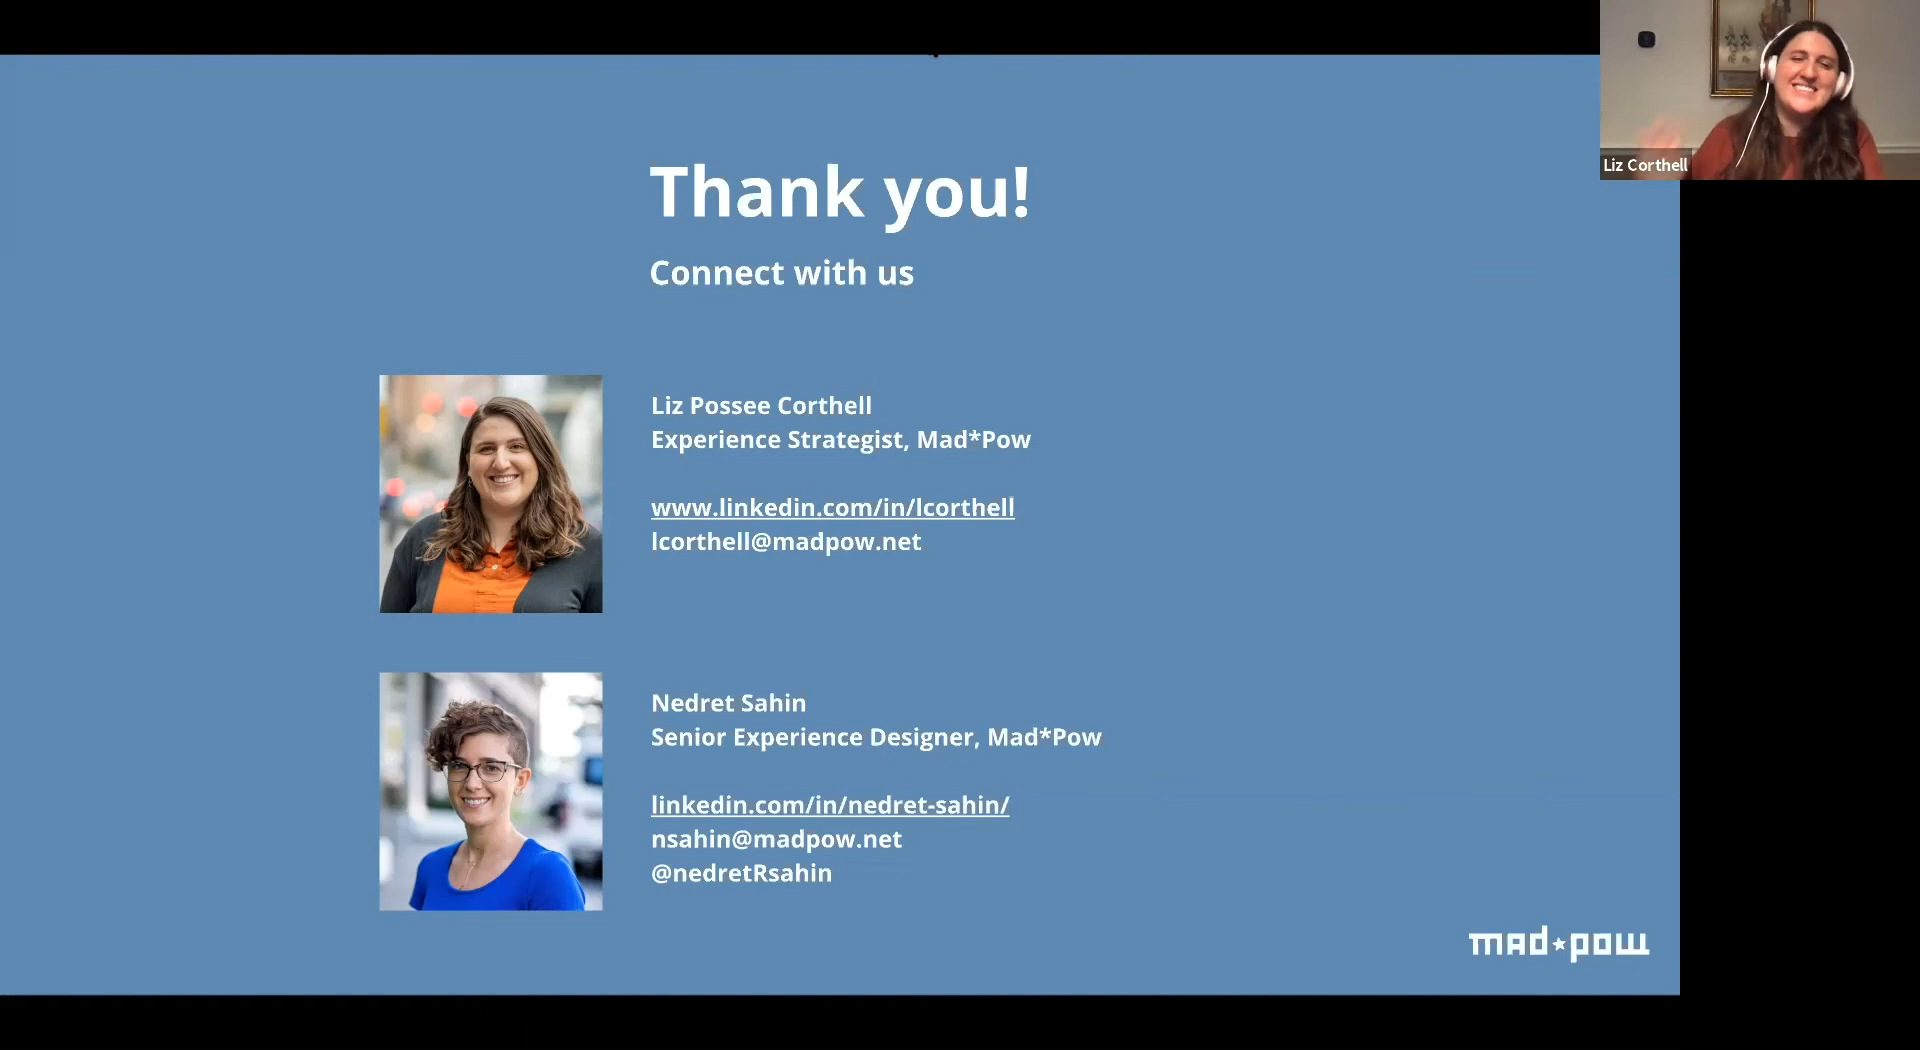 Thank you!
Connect with us
Liz Possee Corthell
Experience Strategist, Mad*Pow
www.linkedin.com/in/lcorthell
lcorthell@madpow.net
Nedret Sahin
Senior Experience Designer, Mad*Pow
linkedin.com/in/nedret-sahin/
nsahin@madpow.net
@nedretRsahin
mad★pow
Liz Corthell